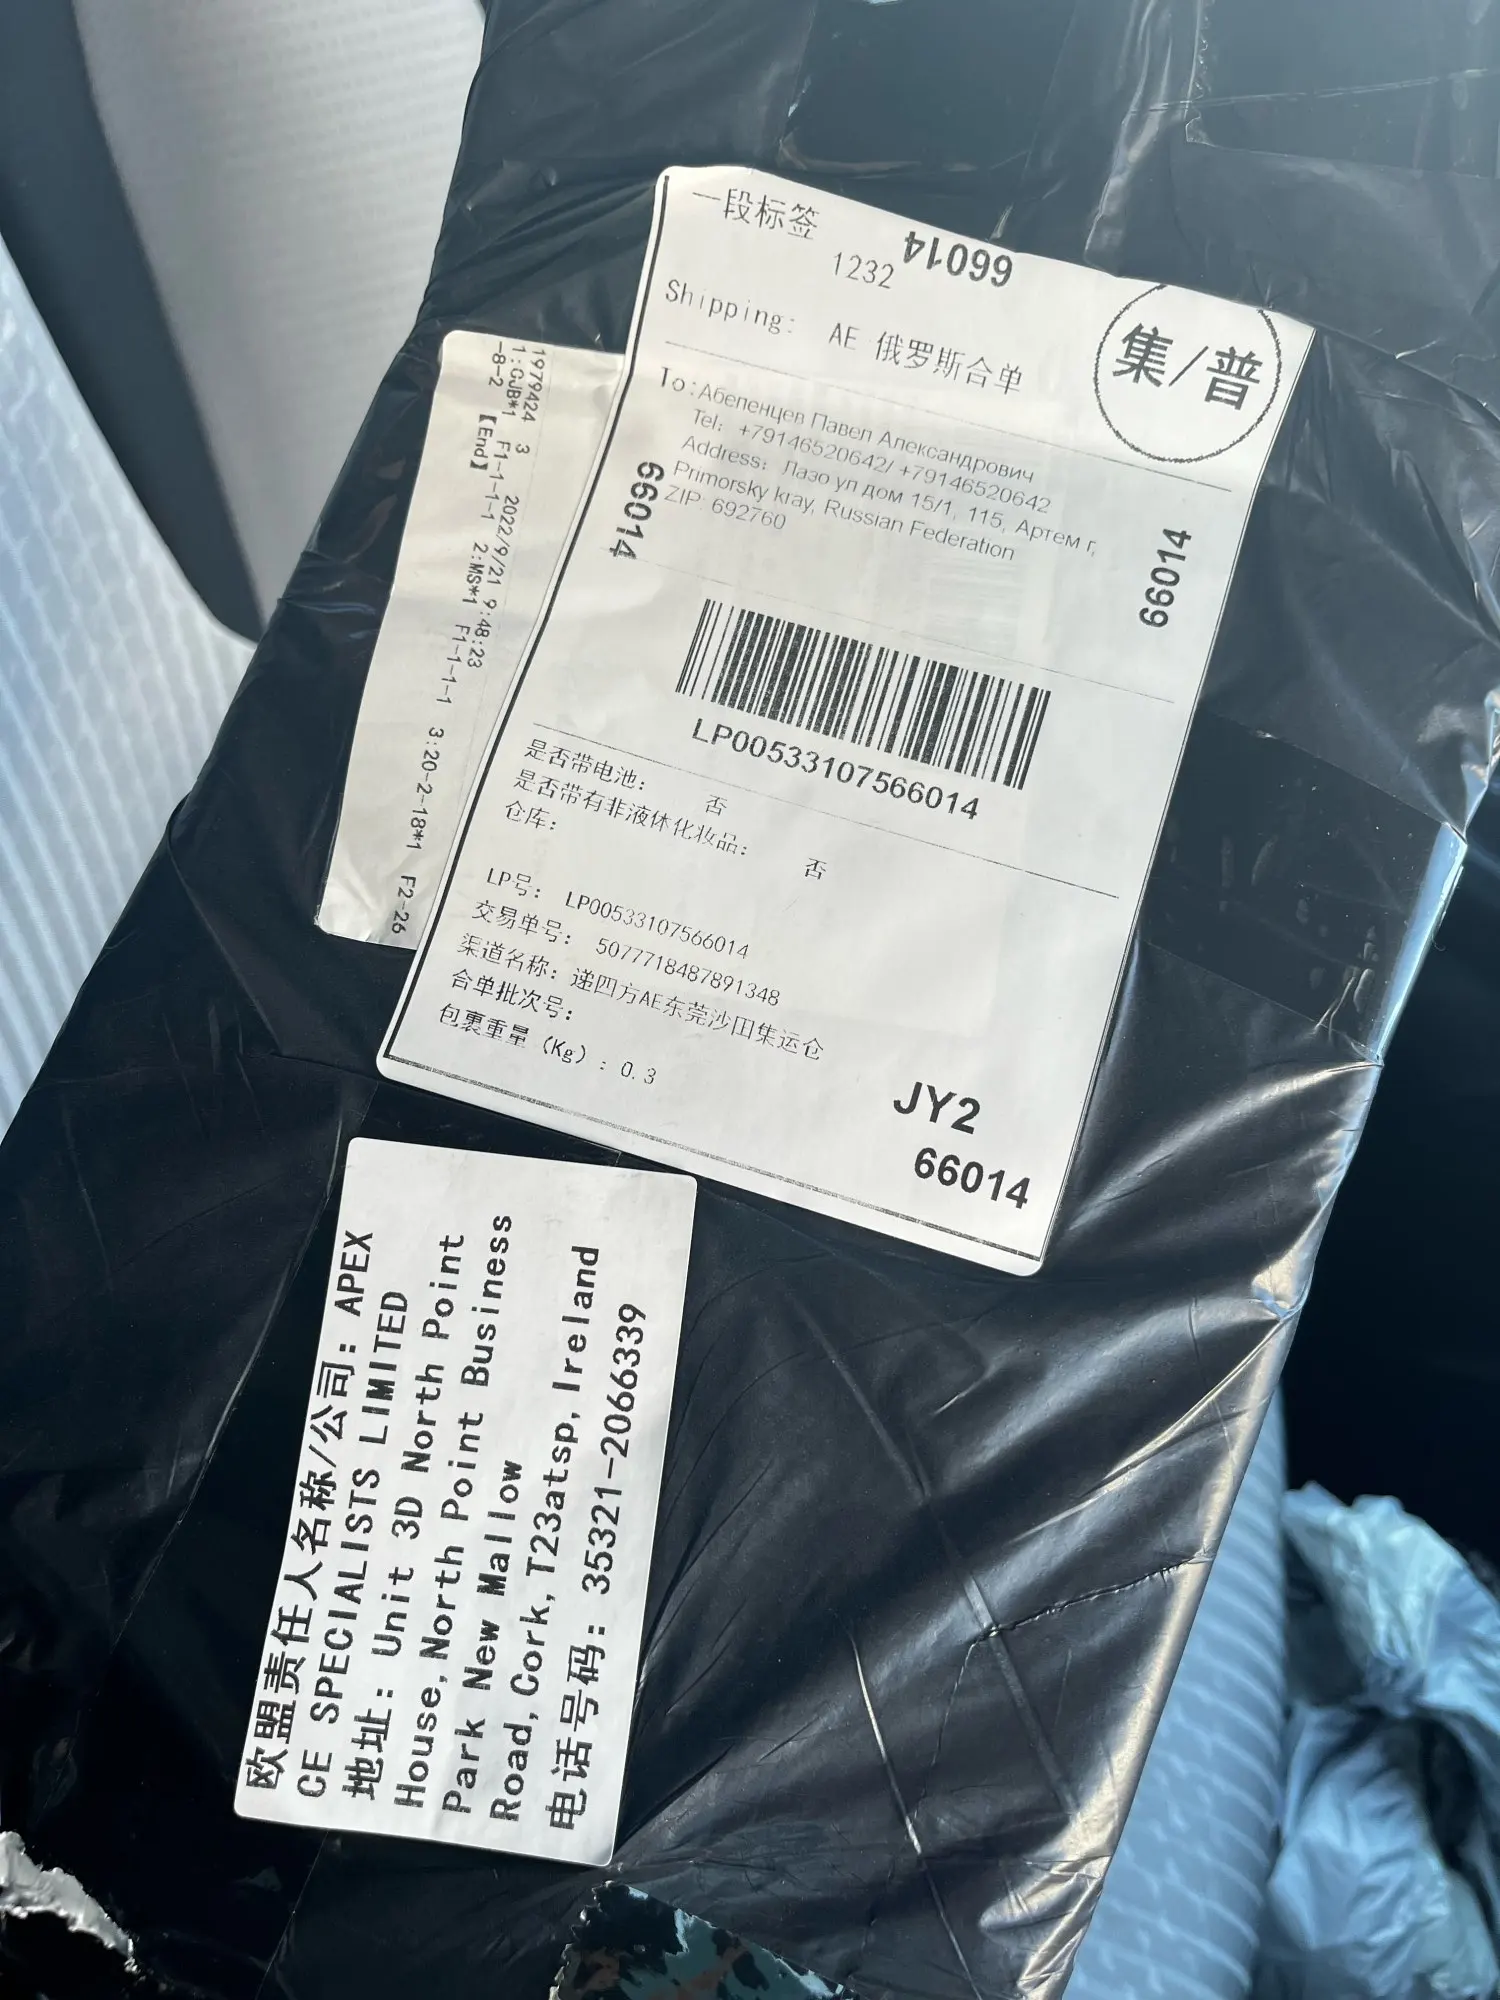 一段标签
1232
66014
Shipping: AE 俄罗斯合单
集/普
To:Абепенцев Павел Александрович
Tel: +79146520642/ +79146520642
Address: Лазо ул дом 15/1, 115, Артем г,
Primorsky kray, Russian Federation
ZIP: 692760
66014
66014
LP00533107566014
是否带电池: 否
是否带有非液体化妆品: 否
仓库:
LP号: LP00533107566014
交易单号: 5077718487891348
渠道名称: 递四方AE东莞沙田集运仓
合单批次号:
包裹重量 (Kg) : 0.3
JY2
66014
1979424 3 2022/9/21 9:48:23
1:GJB*1 F1-1-1-1 2:MS*1 F1-1-1-1 3:20-2-18*1 F2-26
-8-2 【End】
欧盟责任人名称/公司: APEX
CE SPECIALISTS LIMITED
地址: Unit 3D North Point
House,North Point Business
Park New Mallow
Road,Cork,T23atsp,Ireland
电话号码: 35321-2066339